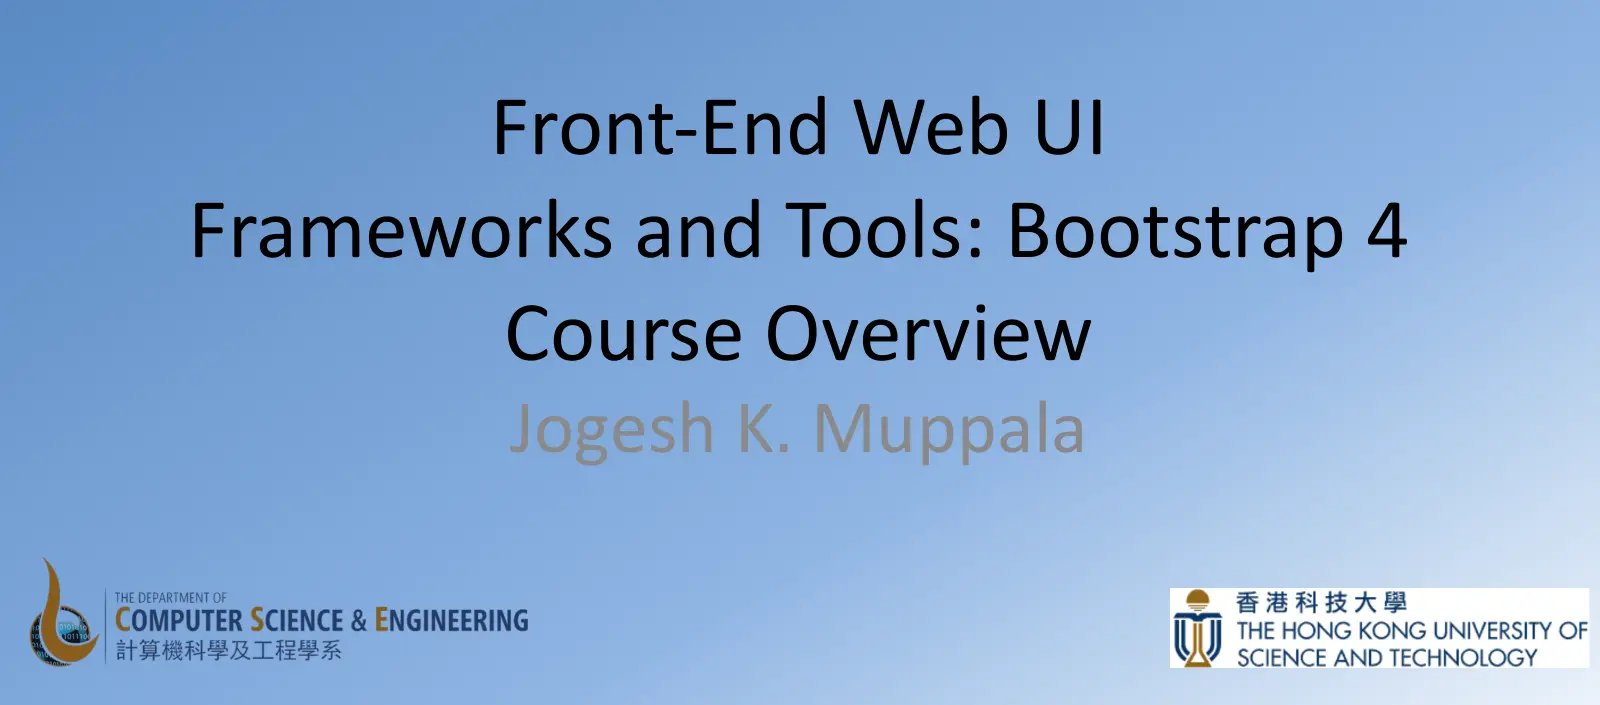 Front-End Web UI
Frameworks and Tools: Bootstrap 4
Course Overview
Jogesh K. Muppala
THE DEPARTMENT OF
COMPUTER SCIENCE & ENGINEERING
計算機科學及工程學系
香港科技大學
THE HONG KONG UNIVERSITY OF
SCIENCE AND TECHNOLOGY